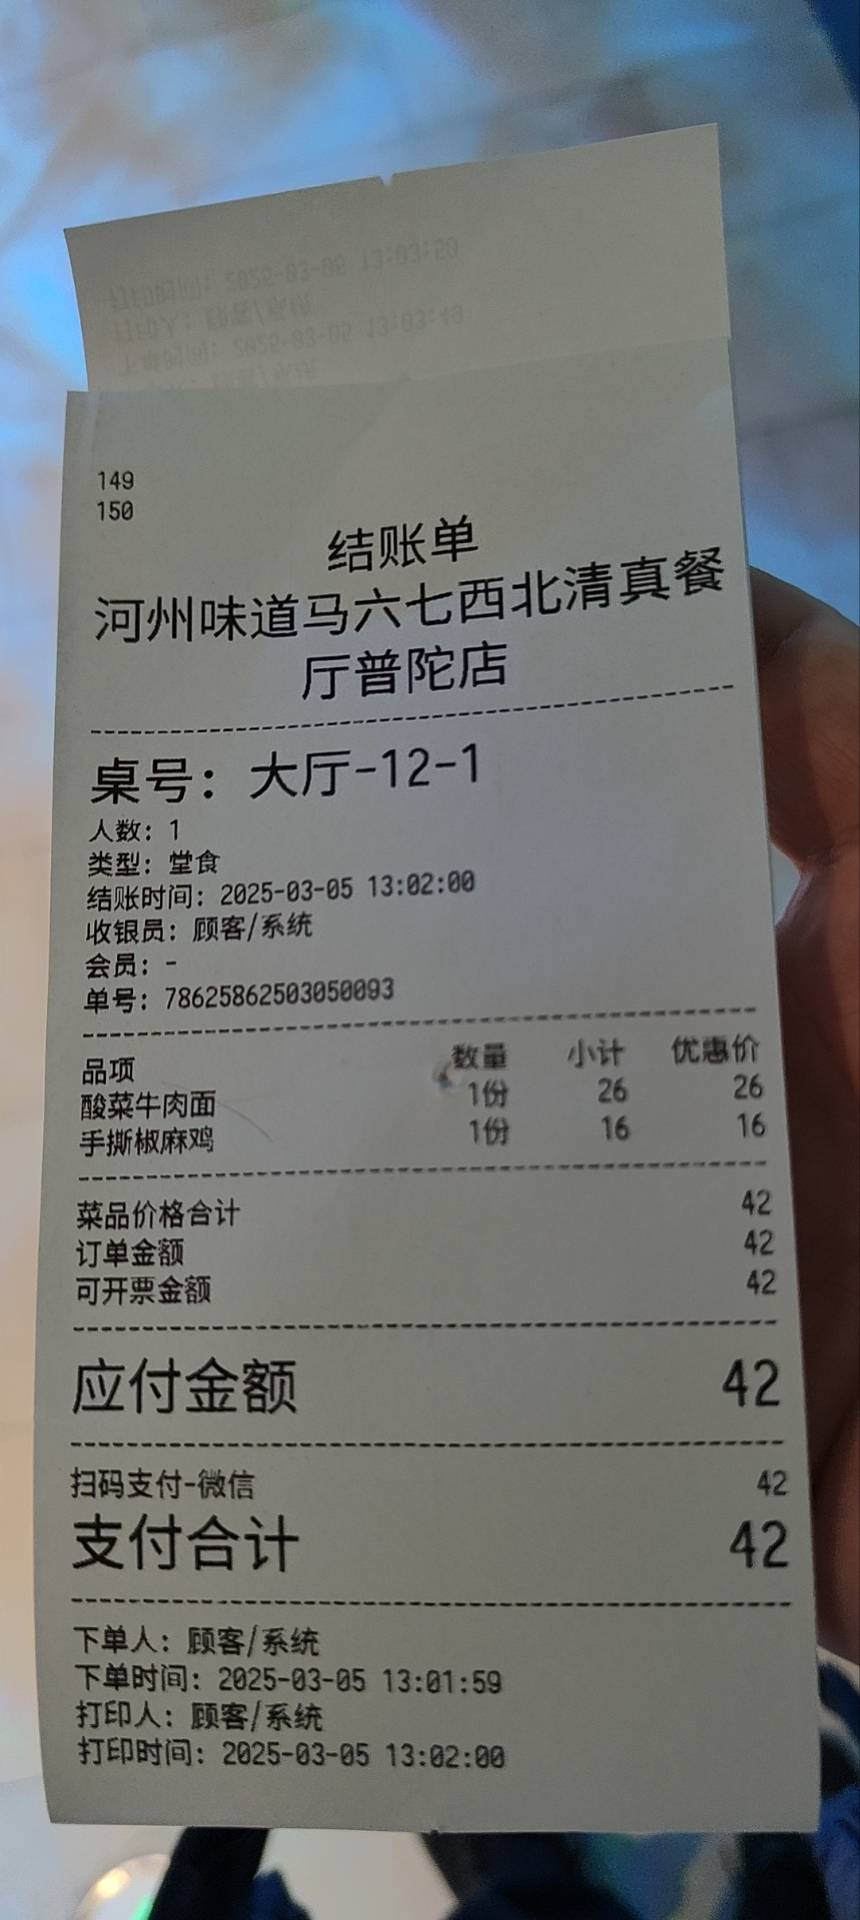 149
150
结账单
河州味道马六七西北清真餐
厅普陀店
桌号：大厅-12-1
人数：1
类型：堂食
结账时间：2025-03-05 13:02:00
收银员：顾客/系统
会员：-
单号：78625862503050093
品项 数量 小计 优惠价
酸菜牛肉面 1份 26 26
手撕椒麻鸡 1份 16 16
菜品价格合计 42
订单金额 42
可开票金额 42
应付金额 42
扫码支付-微信 42
支付合计 42
下单人：顾客/系统
下单时间：2025-03-05 13:01:59
打印人：顾客/系统
打印时间：2025-03-05 13:02:00